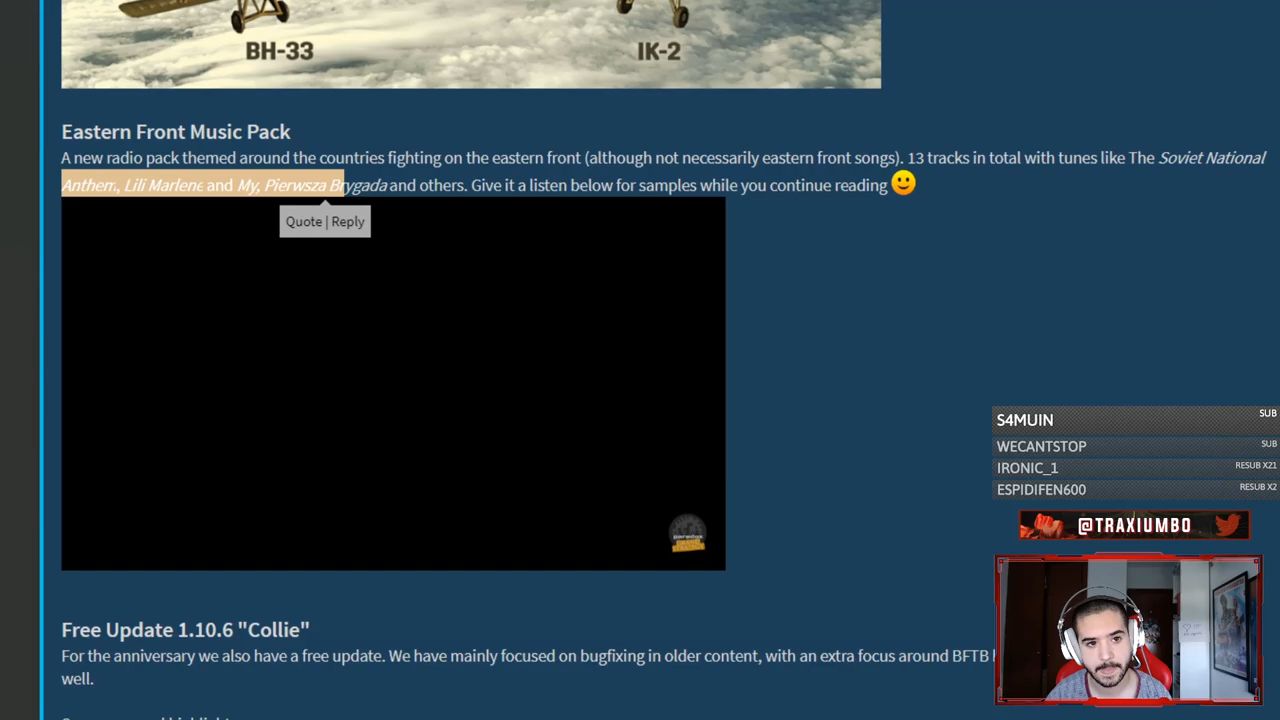 BH-33
IK-2
Eastern Front Music Pack
A new radio pack themed around the countries fighting on the eastern front (although not necessarily eastern front songs). 13 tracks in total with tunes like The Soviet National
Anthem, Lili Marlene and My, Pierwsza Brygada and others. Give it a listen below for samples while you continue reading
Quote | Reply
S4MUIN SUB
WECANTSTOP SUB
IRONIC_1 RESUB X21
ESPIDIFEN600 RESUB X2
@TRAXIUMBO
Free Update 1.10.6 "Collie"
For the anniversary we also have a free update. We have mainly focused on bugfixing in older content, with an extra focus around BFTB
well.